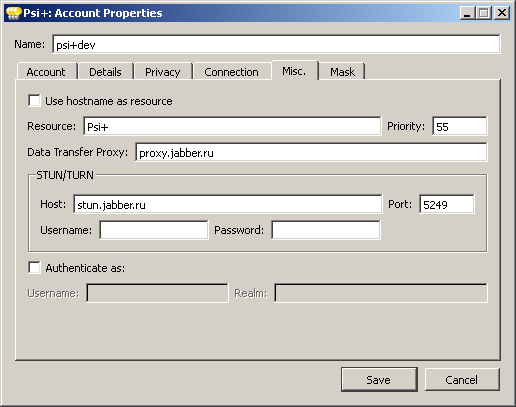 Psi+: Account Properties
Name: psi+dev
Account Details Privacy Connection Misc. Mask
Use hostname as resource
Resource: Psi+ Priority: 55
Data Transfer Proxy: proxy.jabber.ru
STUN/TURN
Host: stun.jabber.ru Port: 5249
Username: Password:
Authenticate as:
Username: Realm:
Save Cancel